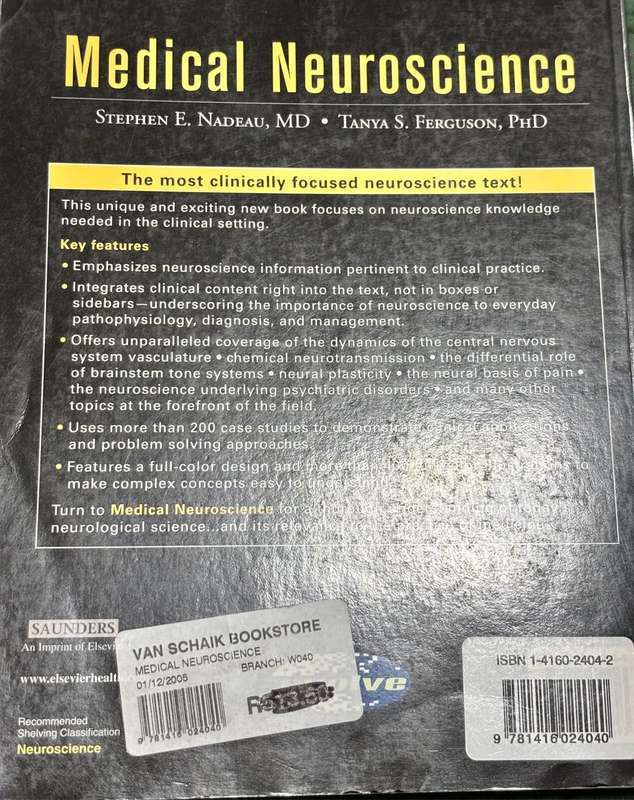 Medical Neuroscience
STEPHEN E. NADEAU, MD • TANYA S. FERGUSON, PHD
The most clinically focused neuroscience text!
This unique and exciting new book focuses on neuroscience knowledge
needed in the clinical setting.
Key features
• Emphasizes neuroscience information pertinent to clinical practice.
• Integrates clinical content right into the text, not in boxes or
sidebars—underscoring the importance of neuroscience to everyday
pathophysiology, diagnosis, and management.
• Offers unparalleled coverage of the dynamics of the central nervous
system vasculature • chemical neurotransmission • the differential role
of brainstem tone systems • neural plasticity • the neural basis of pain •
the neuroscience underlying psychiatric disorders • and many other
topics at the forefront of the field.
• Uses more than 200 case studies to demonstrate clinical applications
and problem solving approaches.
• Features a full-color design and more than to
make complex concepts easy to
Turn to Medical Neuroscience for a
neurological science...and its
SAUNDERS
An Imprint of
www.elsevierhealth
Recommended
Shelving Classification
Neuroscience
VAN SCHAIK BOOKSTORE
MEDICAL NEUROSCIENCE
01/12/2005 BRANCH: W040
9 781416 024040
ISBN 1-4160-2404-2
9 781416 024040